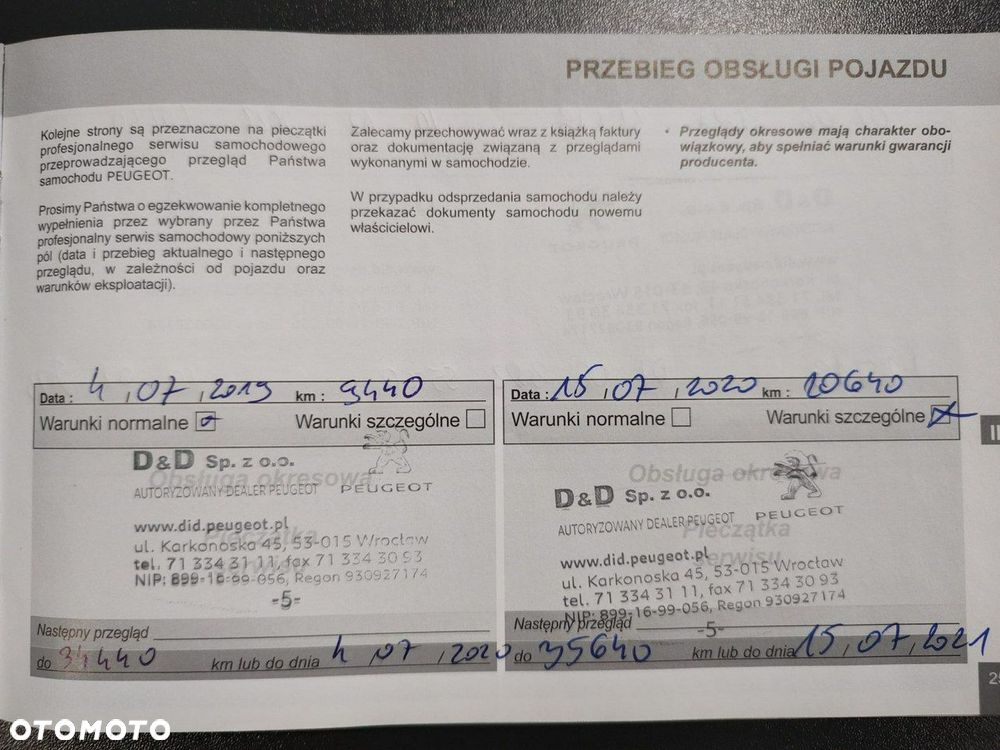 PRZEBIEG OBSŁUGI POJAZDU
Kolejne strony są przeznaczone na pieczątki
profesjonalnego serwisu samochodowego
przeprowadzającego przegląd Państwa
samochodu PEUGEOT.
Prosimy Państwa o egzekwowanie kompletnego
wypełnienia przez wybrany przez Państwa
profesjonalny serwis samochodowy poniższych
pól (data i przebieg aktualnego i następnego
przeglądu, w zależności od pojazdu oraz
warunków eksploatacji).
Zalecamy przechowywać wraz z książką faktury
oraz dokumentację związaną z przeglądami
wykonanymi w samochodzie.
W przypadku odsprzedania samochodu należy
przekazać dokumenty samochodu nowemu
właścicielowi.
• Przeglądy okresowe mają charakter obo-
wiązkowy, aby spełniać warunki gwarancji
producenta.
Data : 4 , 07 , 2019 km : 9440
Warunki normalne Warunki szczególne
Obsługa okresowa
D&D Sp. z o.o.
AUTORYZOWANY DEALER PEUGEOT PEUGEOT
Pieczątka
serwisu
www.did.peugeot.pl
ul. Karkonoska 45, 53-015 Wrocław
tel. 71 334 31 11, fax 71 334 30 93
NIP: 899-16-99-056, Regon 930927174
-5-
Następny przegląd
do 34440 km lub do dnia 4 , 07 , 2020
Data : 15 , 07 , 2020 km : 20640
Warunki normalne Warunki szczególne
Obsługa okresowa
D&D Sp. z o.o.
AUTORYZOWANY DEALER PEUGEOT PEUGEOT
Pieczątka
serwisu
www.did.peugeot.pl
ul. Karkonoska 45, 53-015 Wrocław
tel. 71 334 31 11, fax 71 334 30 93
NIP: 899-16-99-056, Regon 930927174
-5-
Następny przegląd
do 35640 km lub do dnia 15 , 07 , 2021
OTOMOTO